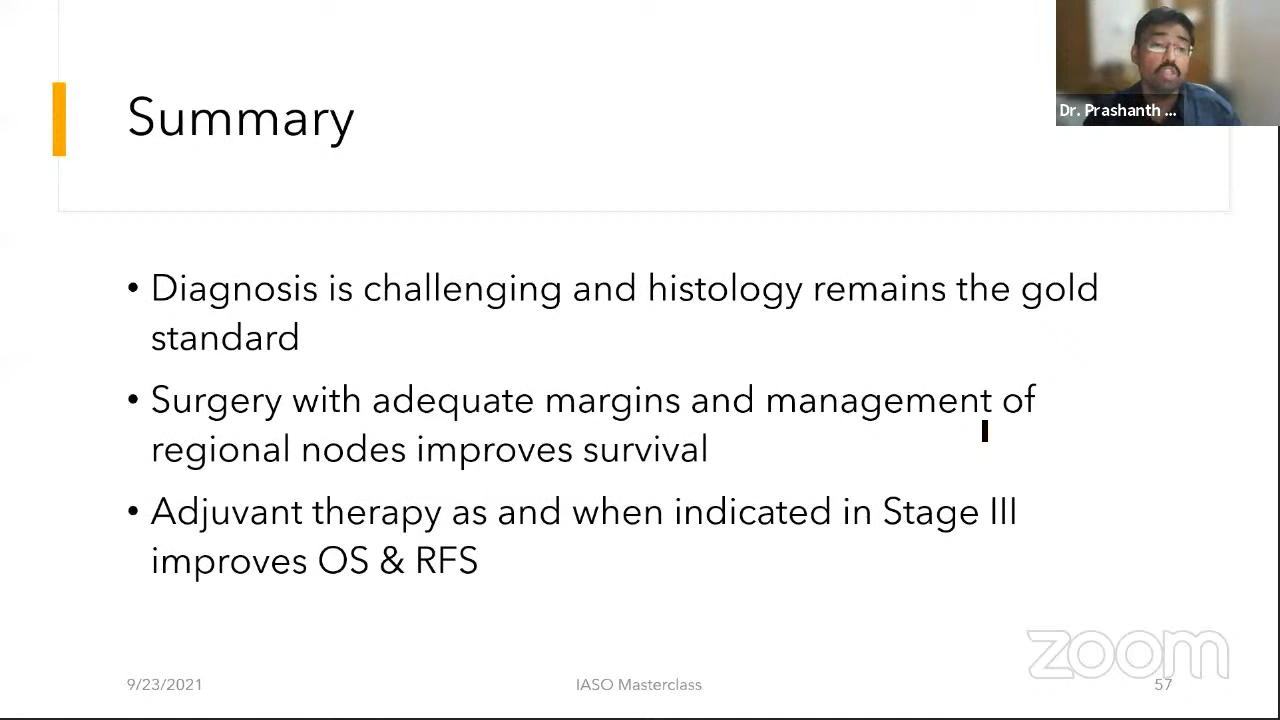 Dr. Prashanth ...
Summary
• Diagnosis is challenging and histology remains the gold
standard
• Surgery with adequate margins and management of
regional nodes improves survival
• Adjuvant therapy as and when indicated in Stage III
improves OS & RFS
zoom
9/23/2021
IASO Masterclass
57